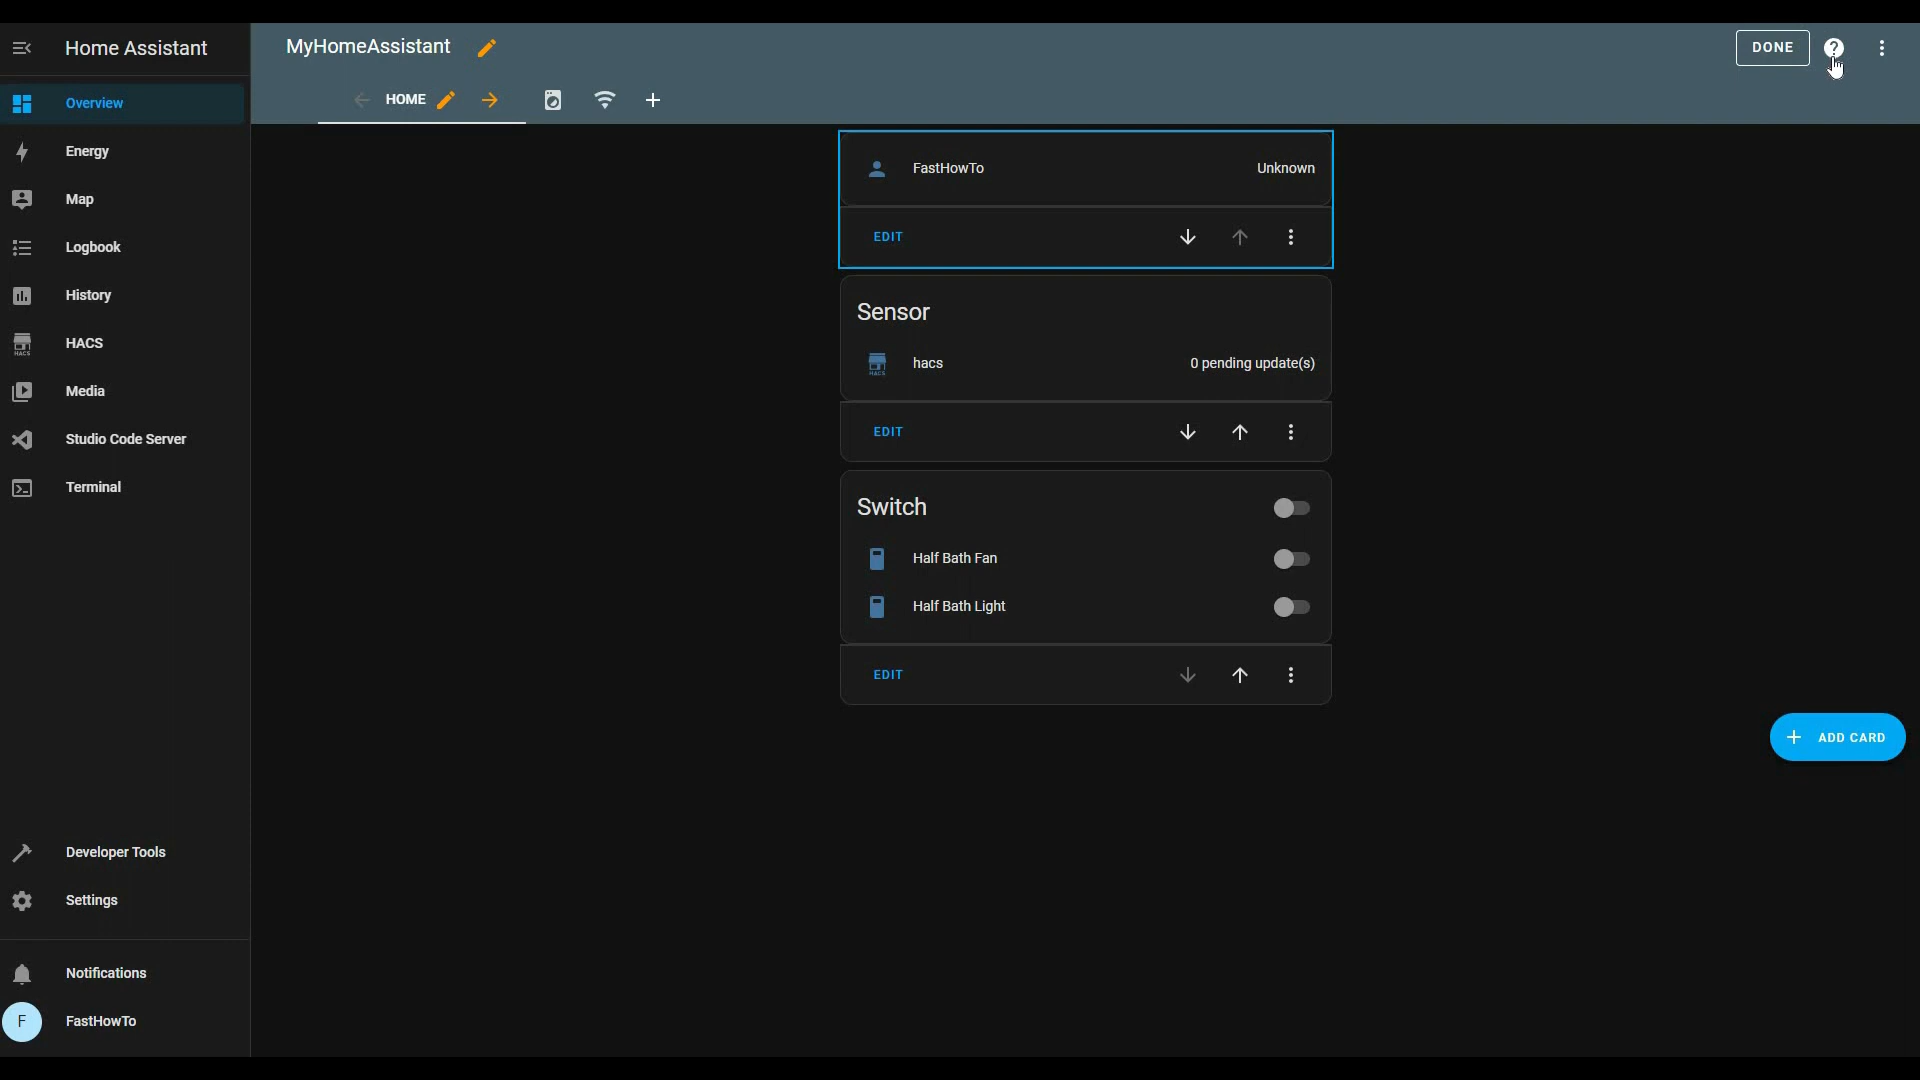 Home Assistant
MyHomeAssistant
DONE
HOME
Overview
Energy
Map
Logbook
History
HACS
Media
Studio Code Server
Terminal
Developer Tools
Settings
Notifications
F FastHowTo
FastHowTo Unknown
EDIT
Sensor
HACS hacs 0 pending update(s)
EDIT
Switch
Half Bath Fan
Half Bath Light
EDIT
+ ADD CARD